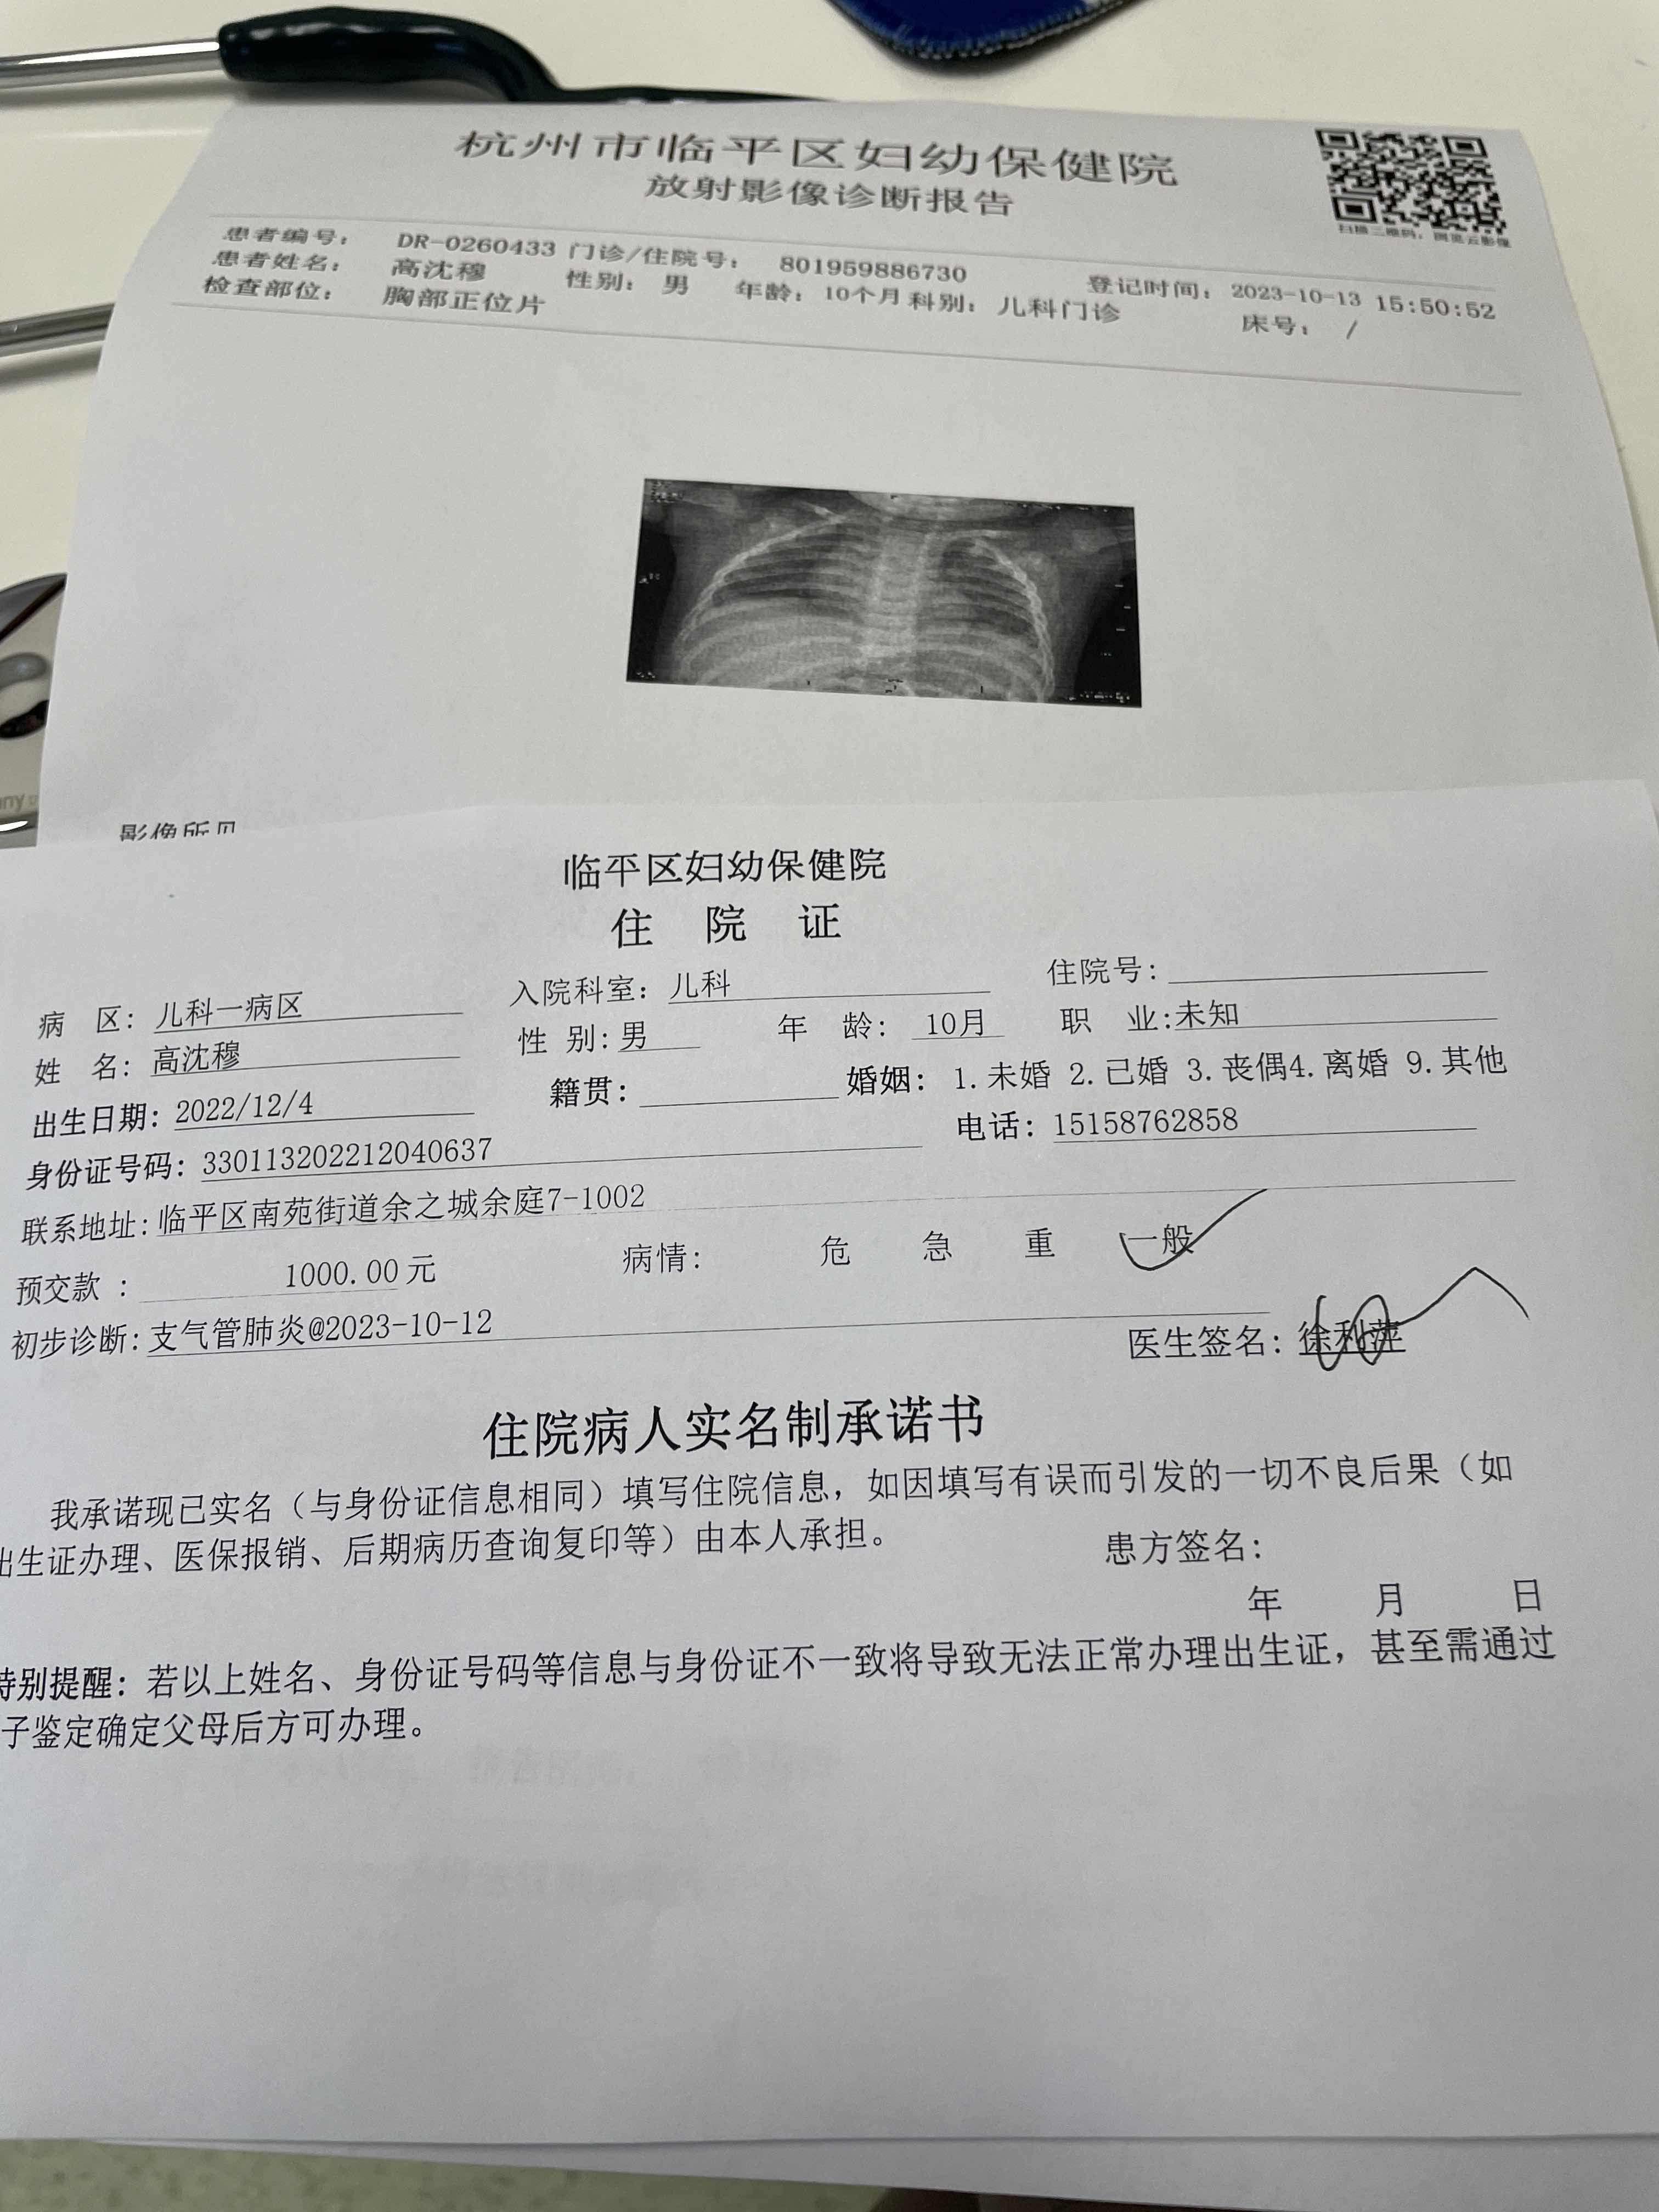 杭州市临平区妇幼保健院
放射影像诊断报告
扫描二维码，浏览云影像
患者编号： DR-0260433 门诊/住院号： 801959886730 登记时间： 2023-10-13 15:50:52
患者姓名： 高沈穆 性别： 男 年龄： 10个月 科别： 儿科门诊 床号： /
检查部位： 胸部正位片
影像所见
临平区妇幼保健院
住 院 证
病 区: 儿科一病区 入院科室: 儿科 住院号:
姓 名: 高沈穆 性 别: 男 年 龄: 10月 职 业:未知
出生日期: 2022/12/4 籍贯: 婚姻: 1.未婚 2.已婚 3.丧偶4.离婚 9.其他
身份证号码: 330113202212040637 电话: 15158762858
联系地址:临平区南苑街道余之城余庭7-1002
预交款 : 1000.00元 病情: 危 急 重 一般
初步诊断:支气管肺炎@2023-10-12 医生签名: 徐利萍
住院病人实名制承诺书
我承诺现已实名（与身份证信息相同）填写住院信息，如因填写有误而引发的一切不良后果（如
出生证办理、医保报销、后期病历查询复印等）由本人承担。
患方签名:
年 月 日
特别提醒: 若以上姓名、身份证号码等信息与身份证不一致将导致无法正常办理出生证，甚至需通过
子鉴定确定父母后方可办理。